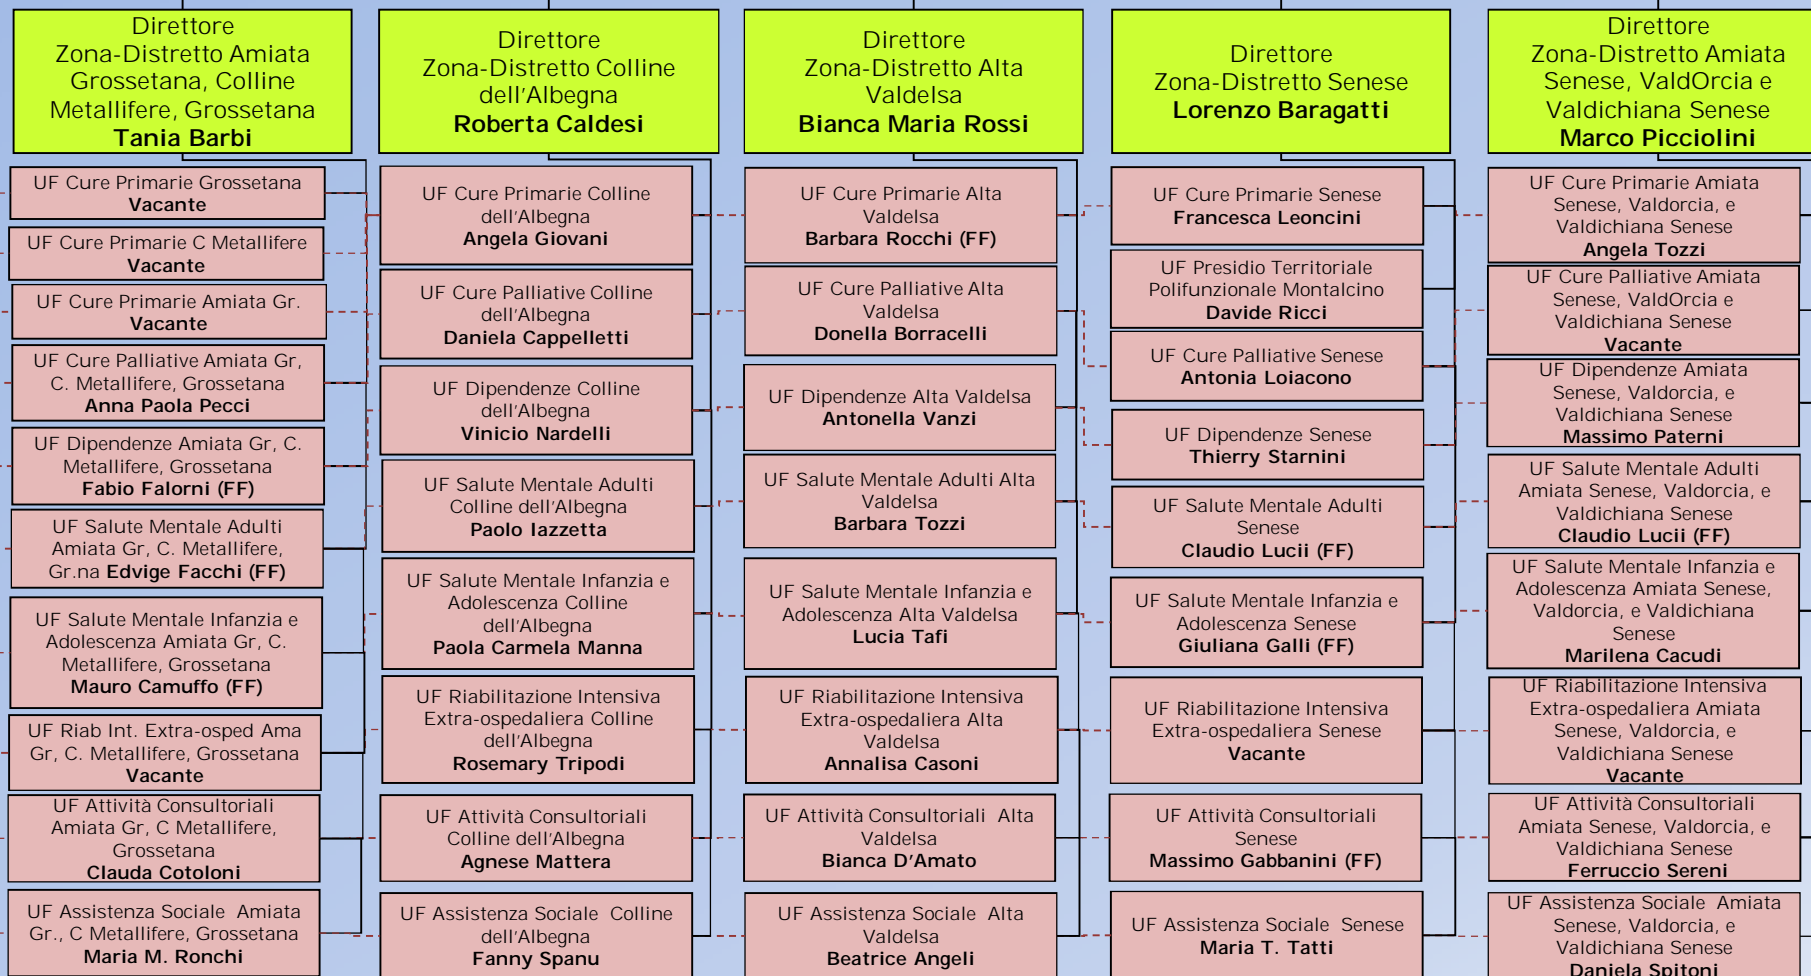 Direttore
Zona-Distretto Amiata
Grossetana, Colline
Metallifere, Grossetana
Tania Barbi
UF Cure Primarie Grossetana
Vacante
UF Cure Primarie C Metallifere
Vacante
UF Cure Primarie Amiata Gr.
Vacante
UF Cure Palliative Amiata Gr,
C. Metallifere, Grossetana
Anna Paola Pecci
UF Dipendenze Amiata Gr, C.
Metallifere, Grossetana
Fabio Falorni (FF)
UF Salute Mentale Adulti
Amiata Gr, C. Metallifere,
Gr.na Edvige Facchi (FF)
UF Salute Mentale Infanzia e
Adolescenza Amiata Gr, C.
Metallifere, Grossetana
Mauro Camuffo (FF)
UF Riab Int. Extra-osped Ama
Gr, C. Metallifere, Grossetana
Vacante
UF Attività Consultoriali
Amiata Gr, C Metallifere,
Grossetana
Clauda Cotoloni
UF Assistenza Sociale Amiata
Gr., C Metallifere, Grossetana
Maria M. Ronchi
Direttore
Zona-Distretto Colline
dell'Albegna
Roberta Caldesi
UF Cure Primarie Colline
dell'Albegna
Angela Giovani
UF Cure Palliative Colline
dell'Albegna
Daniela Cappelletti
UF Dipendenze Colline
dell'Albegna
Vinicio Nardelli
UF Salute Mentale Adulti
Colline dell'Albegna
Paolo Iazzetta
UF Salute Mentale Infanzia e
Adolescenza Colline
dell'Albegna
Paola Carmela Manna
UF Riabilitazione Intensiva
Extra-ospedaliera Colline
dell'Albegna
Rosemary Tripodi
UF Attività Consultoriali
Colline dell'Albegna
Agnese Mattera
UF Assistenza Sociale Colline
dell'Albegna
Fanny Spanu
Direttore
Zona-Distretto Alta
Valdelsa
Bianca Maria Rossi
UF Cure Primarie Alta
Valdelsa
Barbara Rocchi (FF)
UF Cure Palliative Alta
Valdelsa
Donella Borracelli
UF Dipendenze Alta Valdelsa
Antonella Vanzi
UF Salute Mentale Adulti Alta
Valdelsa
Barbara Tozzi
UF Salute Mentale Infanzia e
Adolescenza Alta Valdelsa
Lucia Tafi
UF Riabilitazione Intensiva
Extra-ospedaliera Alta
Valdelsa
Annalisa Casoni
UF Attività Consultoriali Alta
Valdelsa
Bianca D'Amato
UF Assistenza Sociale Alta
Valdelsa
Beatrice Angeli
Direttore
Zona-Distretto Senese
Lorenzo Baragatti
UF Cure Primarie Senese
Francesca Leoncini
UF Presidio Territoriale
Polifunzionale Montalcino
Davide Ricci
UF Cure Palliative Senese
Antonia Loiacono
UF Dipendenze Senese
Thierry Starnini
UF Salute Mentale Adulti
Senese
Claudio Lucii (FF)
UF Salute Mentale Infanzia e
Adolescenza Senese
Giuliana Galli (FF)
UF Riabilitazione Intensiva
Extra-ospedaliera Senese
Vacante
UF Attività Consultoriali
Senese
Massimo Gabbanini (FF)
UF Assistenza Sociale Senese
Maria T. Tatti
Direttore
Zona-Distretto Amiata
Senese, ValdOrcia e
Valdichiana Senese
Marco Picciolini
UF Cure Primarie Amiata
Senese, Valdorcia, e
Valdichiana Senese
Angela Tozzi
UF Cure Palliative Amiata
Senese, ValdOrcia e
Valdichiana Senese
Vacante
UF Dipendenze Amiata
Senese, Valdorcia, e
Valdichiana Senese
Massimo Paterni
UF Salute Mentale Adulti
Amiata Senese, Valdorcia, e
Valdichiana Senese
Claudio Lucii (FF)
UF Salute Mentale Infanzia e
Adolescenza Amiata Senese,
Valdorcia, e Valdichiana
Senese
Marilena Cacudi
UF Riabilitazione Intensiva
Extra-ospedaliera Amiata
Senese, Valdorcia, e
Valdichiana Senese
Vacante
UF Attività Consultoriali
Amiata Senese, Valdorcia, e
Valdichiana Senese
Ferruccio Sereni
UF Assistenza Sociale Amiata
Senese, Valdorcia, e
Valdichiana Senese
Daniela Spitoni